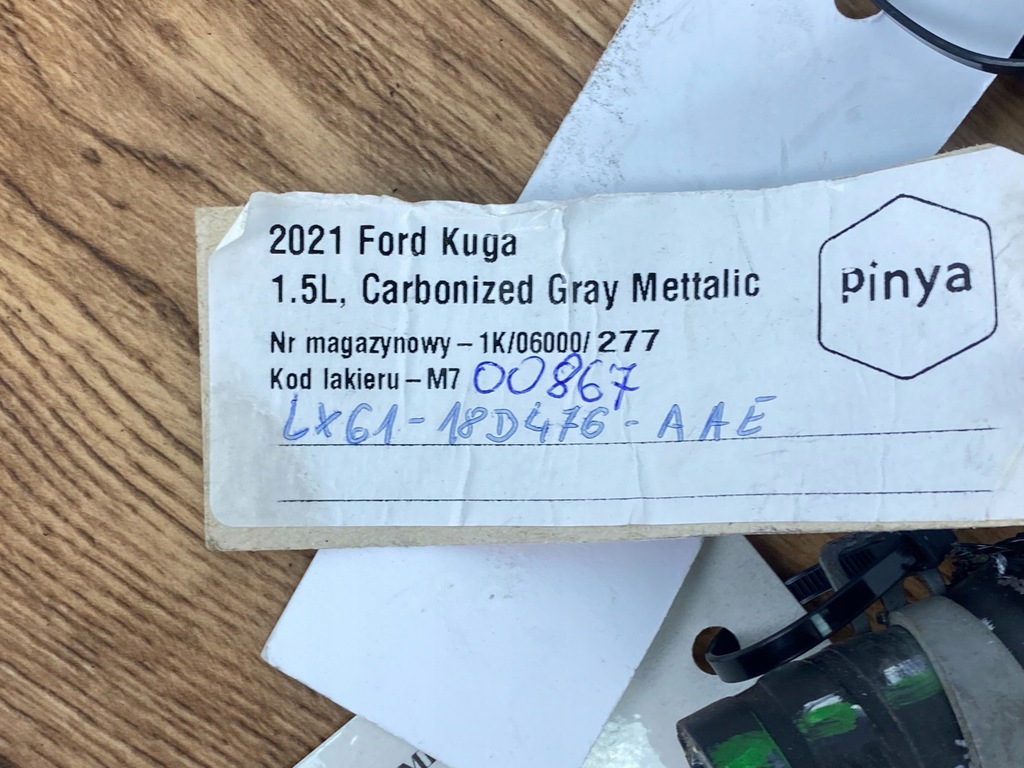 2021 Ford Kuga
1.5L, Carbonized Gray Mettalic
pinya
Nr magazynowy – 1K/06000/277
Kod lakieru – M7 00867
LX61-18D476-AAE